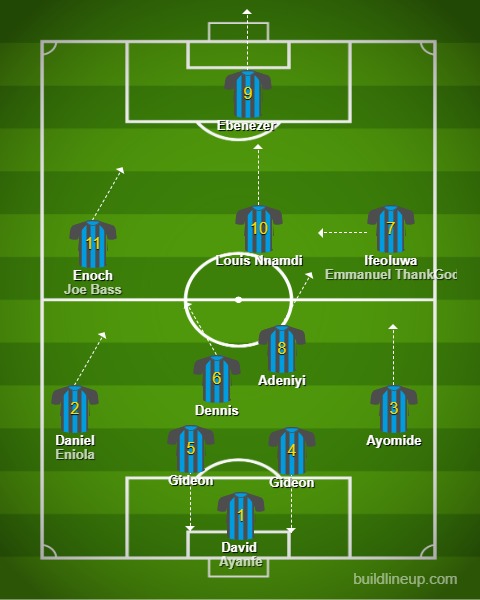 9
Ebenezer
11
Enoch
Joe Bass
10
Louis Nnamdi
7
Ifeoluwa
Emmanuel ThankGod
8
Adeniyi
6
Dennis
2
Daniel
Eniola
3
Ayomide
5
Gideon
4
Gideon
1
David
Ayanfe
buildlineup.com